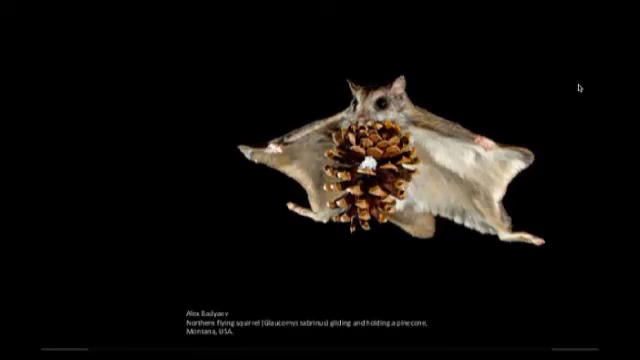 Alex Badyaev
Northern flying squirrel (Glaucomys sabrinus) gliding and holding a pinecone,
Montana, USA.